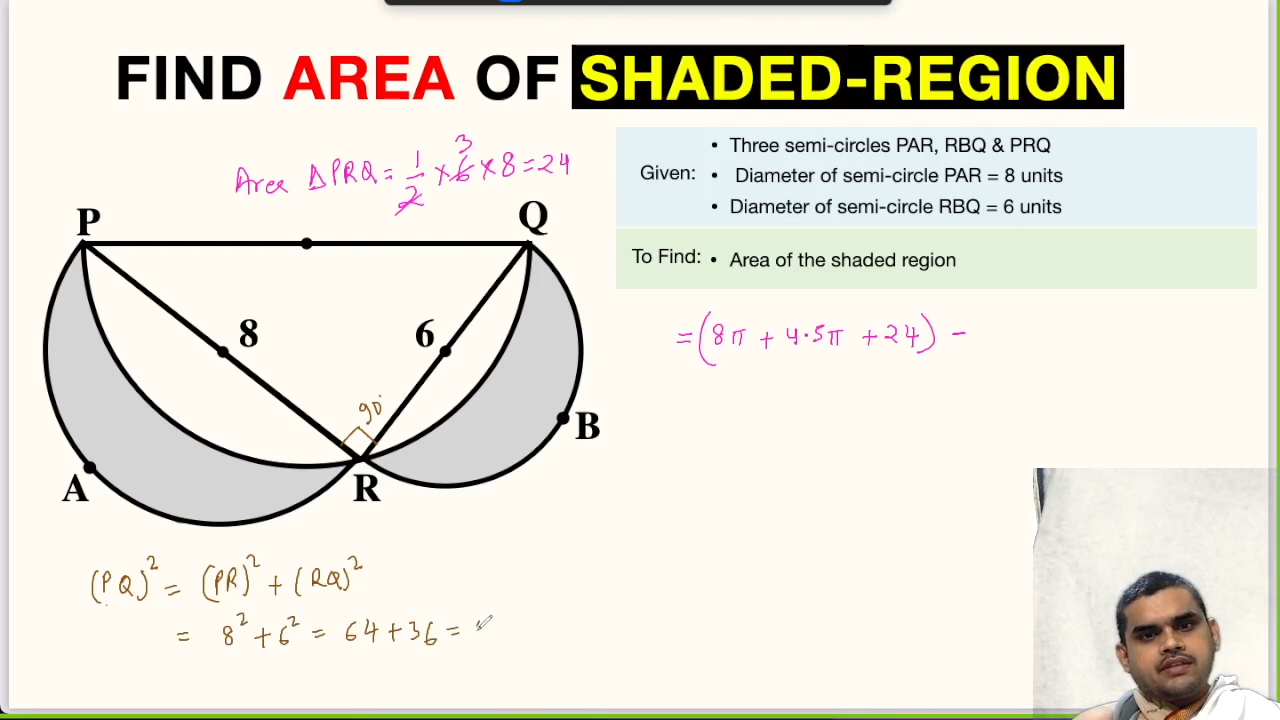 FIND AREA OF SHADED-REGION
Area ΔPRQ = 1/2 × 6 × 8 = 24
3
Given:
• Three semi-circles PAR, RBQ & PRQ
• Diameter of semi-circle PAR = 8 units
• Diameter of semi-circle RBQ = 6 units
To Find: • Area of the shaded region
P
Q
8
6
90°
A
R
B
= (8π + 4.5π + 24) -
(PQ)² = (PR)² + (RQ)²
= 8² + 6² = 64 + 36 =